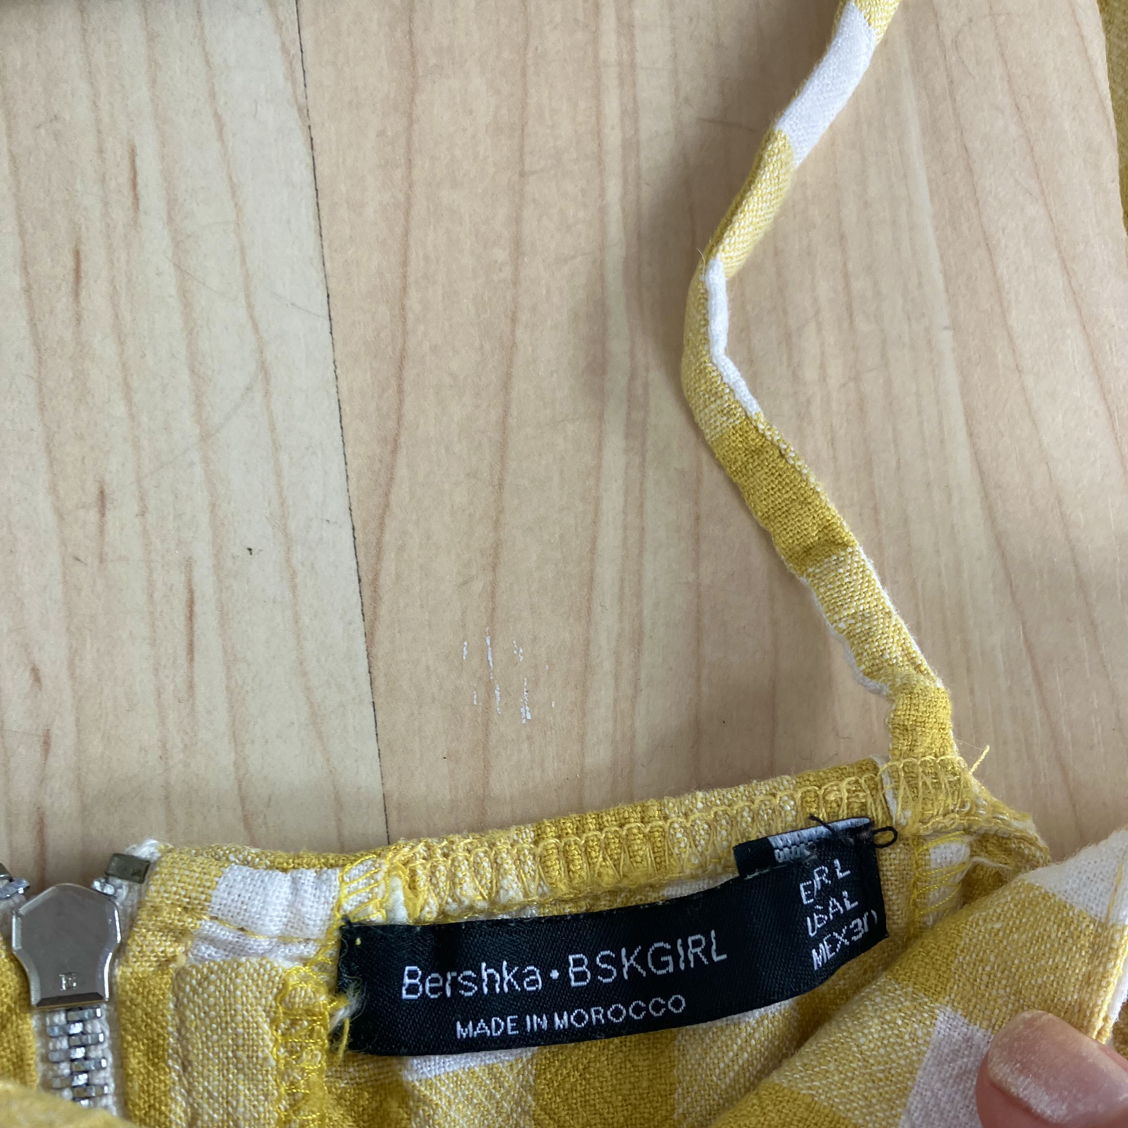 Bershka • BSKGIRL
MADE IN MOROCCO
EUR L
USA L
MEX 30